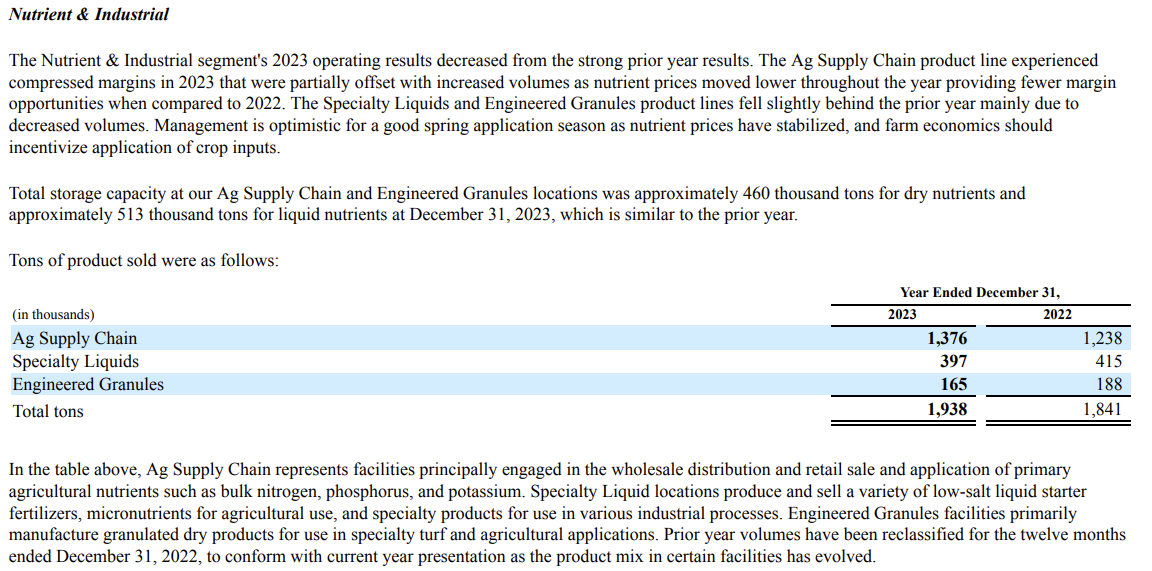 Nutrient & Industrial
The Nutrient & Industrial segment's 2023 operating results decreased from the strong prior year results. The Ag Supply Chain product line experienced
compressed margins in 2023 that were partially offset with increased volumes as nutrient prices moved lower throughout the year providing fewer margin
opportunities when compared to 2022. The Specialty Liquids and Engineered Granules product lines fell slightly behind the prior year mainly due to
decreased volumes. Management is optimistic for a good spring application season as nutrient prices have stabilized, and farm economics should
incentivize application of crop inputs.
Total storage capacity at our Ag Supply Chain and Engineered Granules locations was approximately 460 thousand tons for dry nutrients and
approximately 513 thousand tons for liquid nutrients at December 31, 2023, which is similar to the prior year.
Tons of product sold were as follows:
Year Ended December 31,
(in thousands) 2023 2022
Ag Supply Chain 1,376 1,238
Specialty Liquids 397 415
Engineered Granules 165 188
Total tons 1,938 1,841
In the table above, Ag Supply Chain represents facilities principally engaged in the wholesale distribution and retail sale and application of primary
agricultural nutrients such as bulk nitrogen, phosphorus, and potassium. Specialty Liquid locations produce and sell a variety of low-salt liquid starter
fertilizers, micronutrients for agricultural use, and specialty products for use in various industrial processes. Engineered Granules facilities primarily
manufacture granulated dry products for use in specialty turf and agricultural applications. Prior year volumes have been reclassified for the twelve months
ended December 31, 2022, to conform with current year presentation as the product mix in certain facilities has evolved.